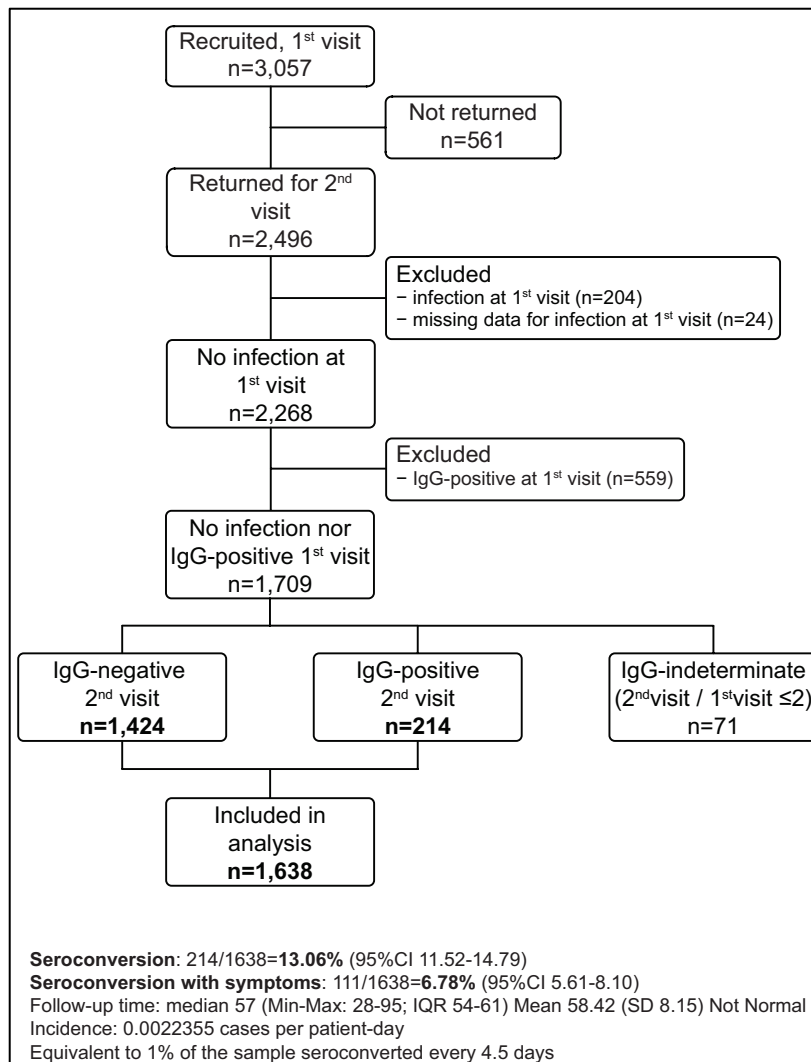 Recruited, 1st visit
n=3,057
Not returned
n=561
Returned for 2nd
visit
n=2,496
Excluded
− infection at 1st visit (n=204)
− missing data for infection at 1st visit (n=24)
No infection at
1st visit
n=2,268
Excluded
− IgG-positive at 1st visit (n=559)
No infection nor
IgG-positive 1st visit
n=1,709
IgG-negative
2nd visit
n=1,424
IgG-positive
2nd visit
n=214
IgG-indeterminate
(2ndvisit / 1stvisit ≤2)
n=71
Included in
analysis
n=1,638
Seroconversion: 214/1638=13.06% (95%CI 11.52-14.79)
Seroconversion with symptoms: 111/1638=6.78% (95%CI 5.61-8.10)
Follow-up time: median 57 (Min-Max: 28-95; IQR 54-61) Mean 58.42 (SD 8.15) Not Normal
Incidence: 0.0022355 cases per patient-day
Equivalent to 1% of the sample seroconverted every 4.5 days